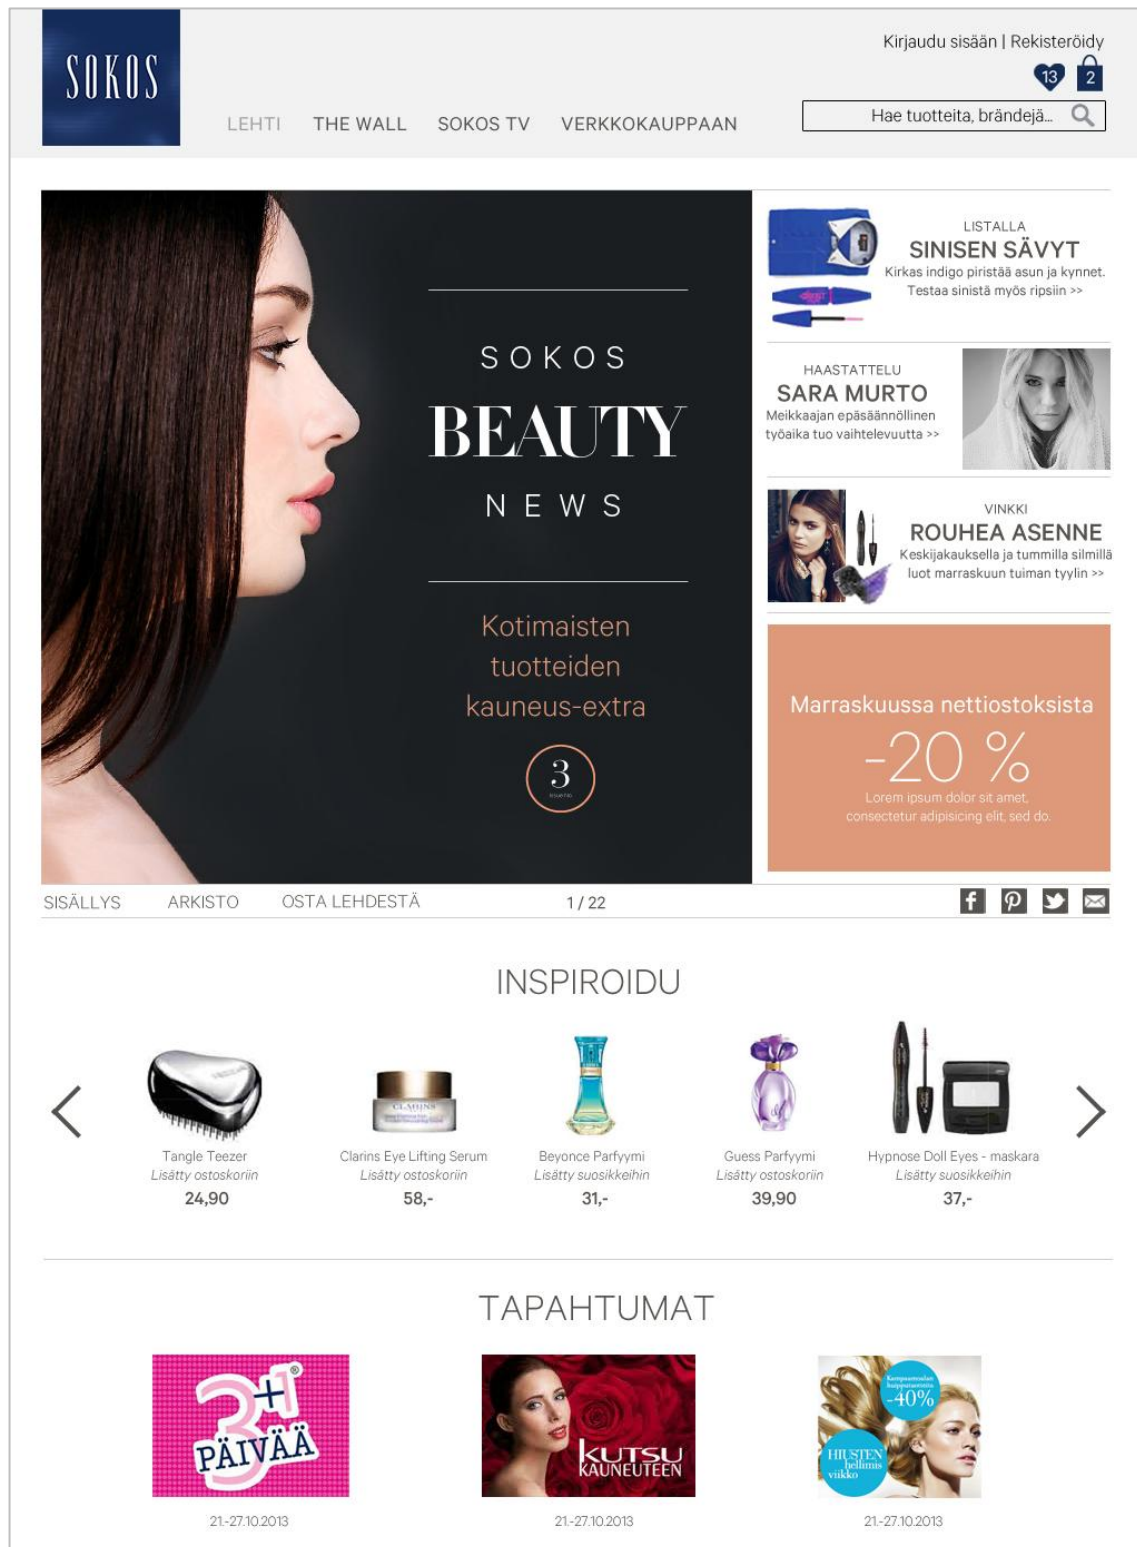 SOKOS
Kirjaudu sisään | Rekisteröidy
13
2
LEHTI THE WALL SOKOS TV VERKKOKAUPPAAN
Hae tuotteita, brändejä...
SOKOS
BEAUTY
NEWS
Kotimaisten
tuotteiden
kauneus-extra
3
LISTALLA
SINISEN SÄVYT
Kirkas indigo piristää asun ja kynnet.
Testaa sinistä myös ripsiin >>
HAASTATTELU
SARA MURTO
Meikkaajan epäsäännöllinen
työaika tuo vaihtelevuutta >>
VINKKI
ROUHEA ASENNE
Keskijakauksella ja tummilla silmillä
luot marraskuun tuiman tyylin >>
Marraskuussa nettiostoksista
-20 %
Lorem ipsum dolor sit amet,
consectetur adipisicing elit, sed do.
SISÄLLYS ARKISTO OSTA LEHDESTÄ 1 / 22
INSPIROIDU
CLARINS
Tangle Teezer
Lisätty ostoskoriin
24,90
Clarins Eye Lifting Serum
Lisätty ostoskoriin
58,-
Beyonce Parfyymi
Lisätty suosikkeihin
31,-
Guess Parfyymi
Lisätty ostoskoriin
39,90
Hypnose Doll Eyes - maskara
Lisätty suosikkeihin
37,-
TAPAHTUMAT
3+1®
PÄIVÄÄ
21.-27.10.2013
KUTSU
KAUNEUTEEN
21.-27.10.2013
Kampaamoalan
huipputuotteita
-40%
HIUSTEN
hellimis
viikko
21.-27.10.2013